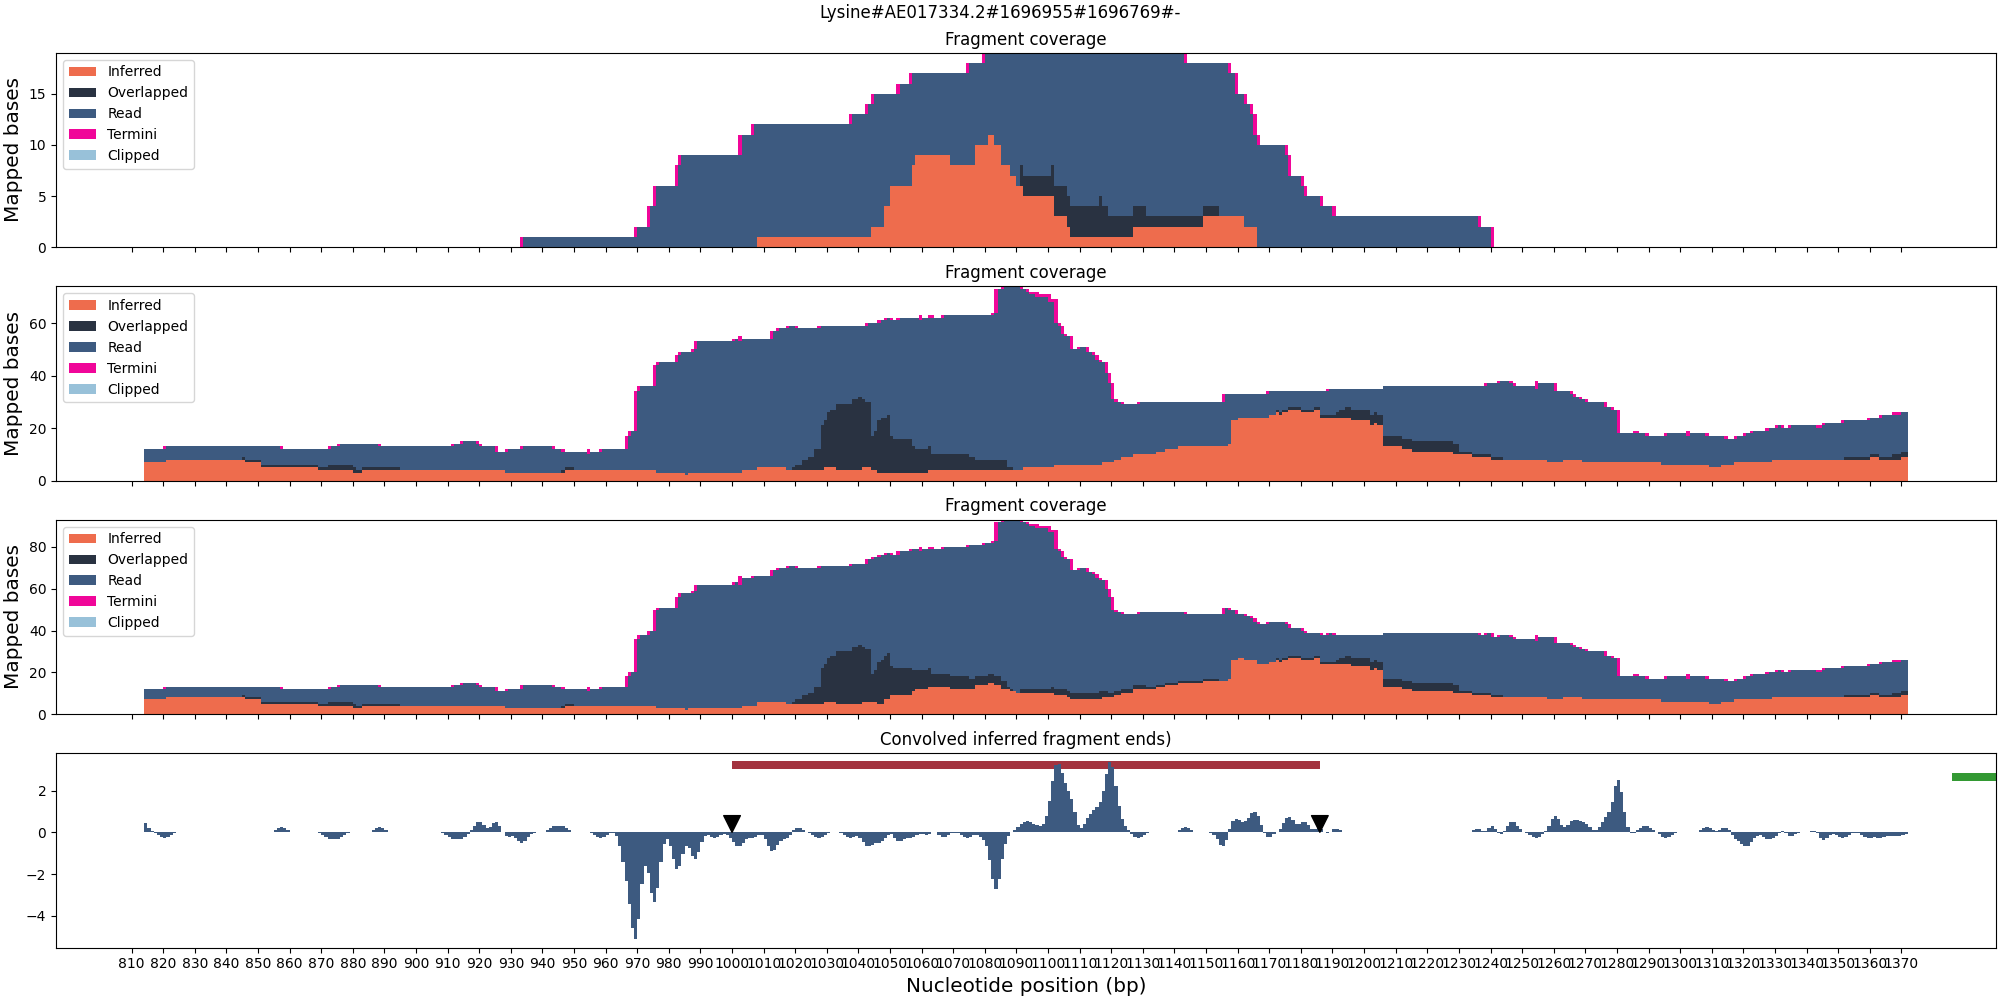 Lysine#AE017334.2#1696955#1696769#-
Fragment coverage
Mapped bases
15
10
5
0
Inferred
Overlapped
Read
Termini
Clipped
Fragment coverage
Mapped bases
60
40
20
0
Inferred
Overlapped
Read
Termini
Clipped
Fragment coverage
Mapped bases
80
60
40
20
0
Inferred
Overlapped
Read
Termini
Clipped
Convolved inferred fragment ends)
2
0
−2
−4
810 820 830 840 850 860 870 880 890 900 910 920 930 940 950 960 970 980 990 1000 1010 1020 1030 1040 1050 1060 1070 1080 1090 1100 1110 1120 1130 1140 1150 1160 1170 1180 1190 1200 1210 1220 1230 1240 1250 1260 1270 1280 1290 1300 1310 1320 1330 1340 1350 1360 1370
Nucleotide position (bp)